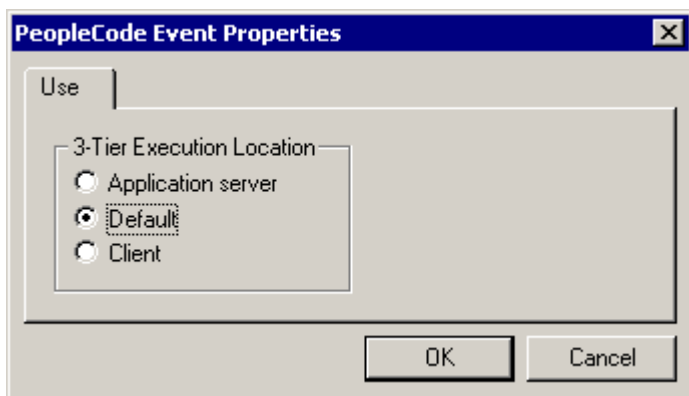 PeopleCode Event Properties
Use
3-Tier Execution Location
Application server
Default
Client
OK Cancel